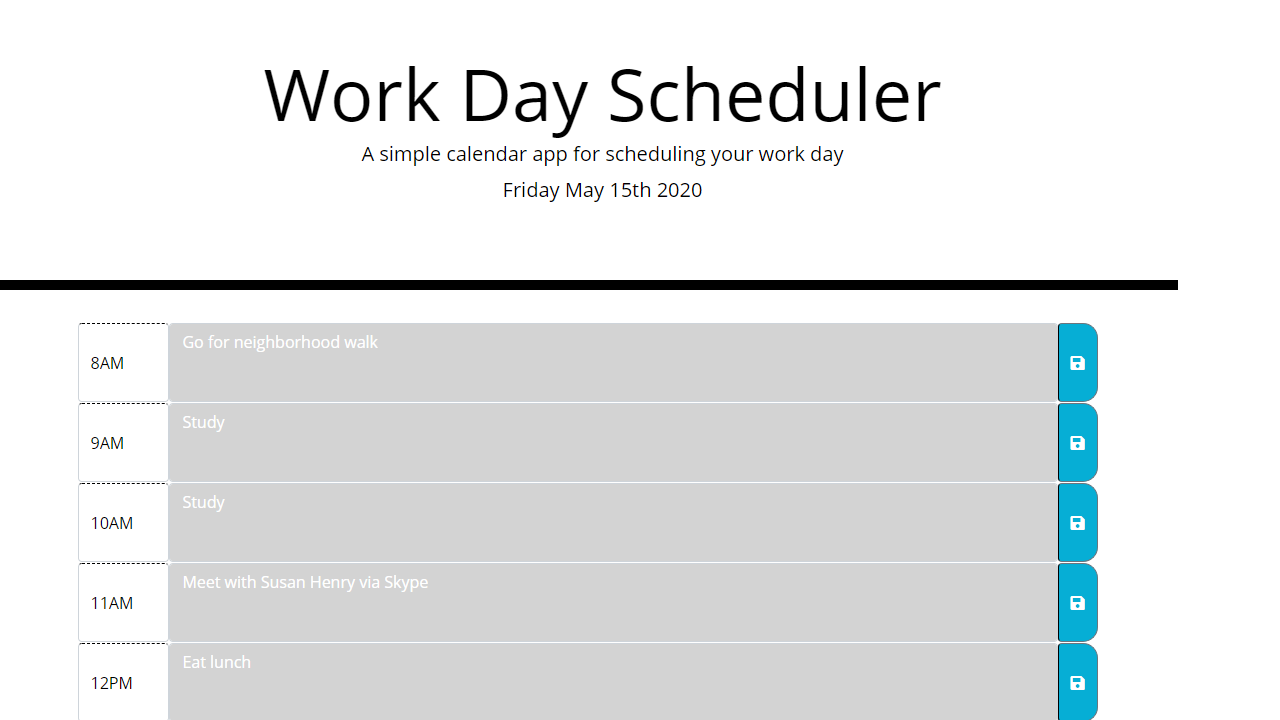 Work Day Scheduler
A simple calendar app for scheduling your work day
Friday May 15th 2020
8AM
Go for neighborhood walk
9AM
Study
10AM
Study
11AM
Meet with Susan Henry via Skype
12PM
Eat lunch